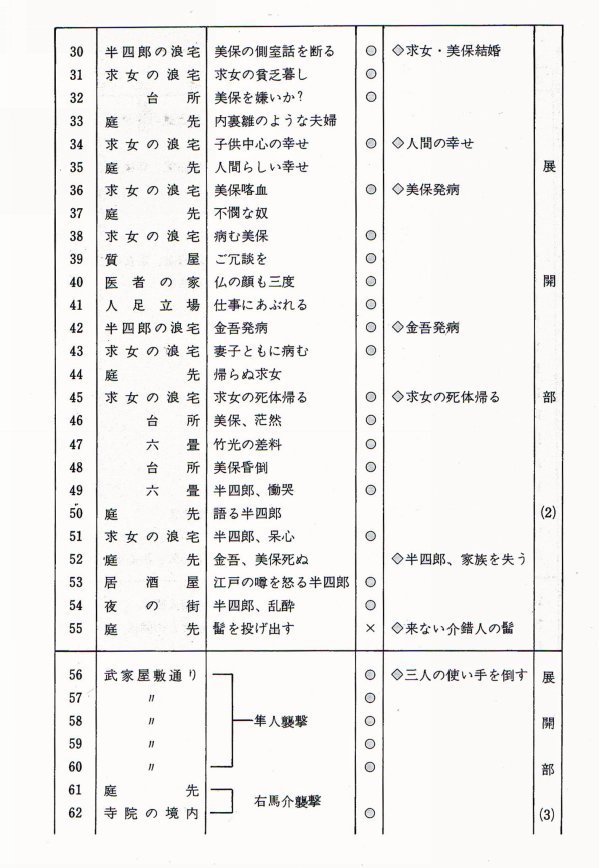 30 半四郎の浪宅 美保の側室話を断る ○ ◇求女・美保結婚
31 求女の浪宅 求女の貧乏暮し ○
32 台所 美保を嫌いか? ○
33 庭先 内裏雛のような夫婦
34 求女の浪宅 子供中心の幸せ ○ ◇人間の幸せ
35 庭先 人間らしい幸せ 展
36 求女の浪宅 美保喀血 ○ ◇美保発病
37 庭先 不憫な奴
38 求女の浪宅 病む美保 ○
39 質屋 ご冗談を ○
40 医者の家 仏の顔も三度 ○ 開
41 人足立場 仕事にあぶれる ○
42 半四郎の浪宅 金吾発病 ○ ◇金吾発病
43 求女の浪宅 妻子ともに病む ○
44 庭先 帰らぬ求女
45 求女の浪宅 求女の死体帰る ○ ◇求女の死体帰る 部
46 台所 美保、茫然 ○
47 六畳 竹光の差料 ○
48 台所 美保昏倒 ○
49 六畳 半四郎、慟哭 ○
50 庭先 語る半四郎 (2)
51 求女の浪宅 半四郎、呆心 ○
52 庭先 金吾、美保死ぬ ◇半四郎、家族を失う
53 居酒屋 江戸の噂を怒る半四郎 ○
54 夜の街 半四郎、乱酔 ○
55 庭先 髷を投げ出す × ◇来ない介錯人の髷
56 武家屋敷通り ○ ◇三人の使い手を倒す 展
57 〃 ○
58 〃 隼人襲撃 ○ 開
59 〃 ○
60 〃 ○ 部
61 庭先 右馬介襲撃
62 寺院の境内 ○ (3)